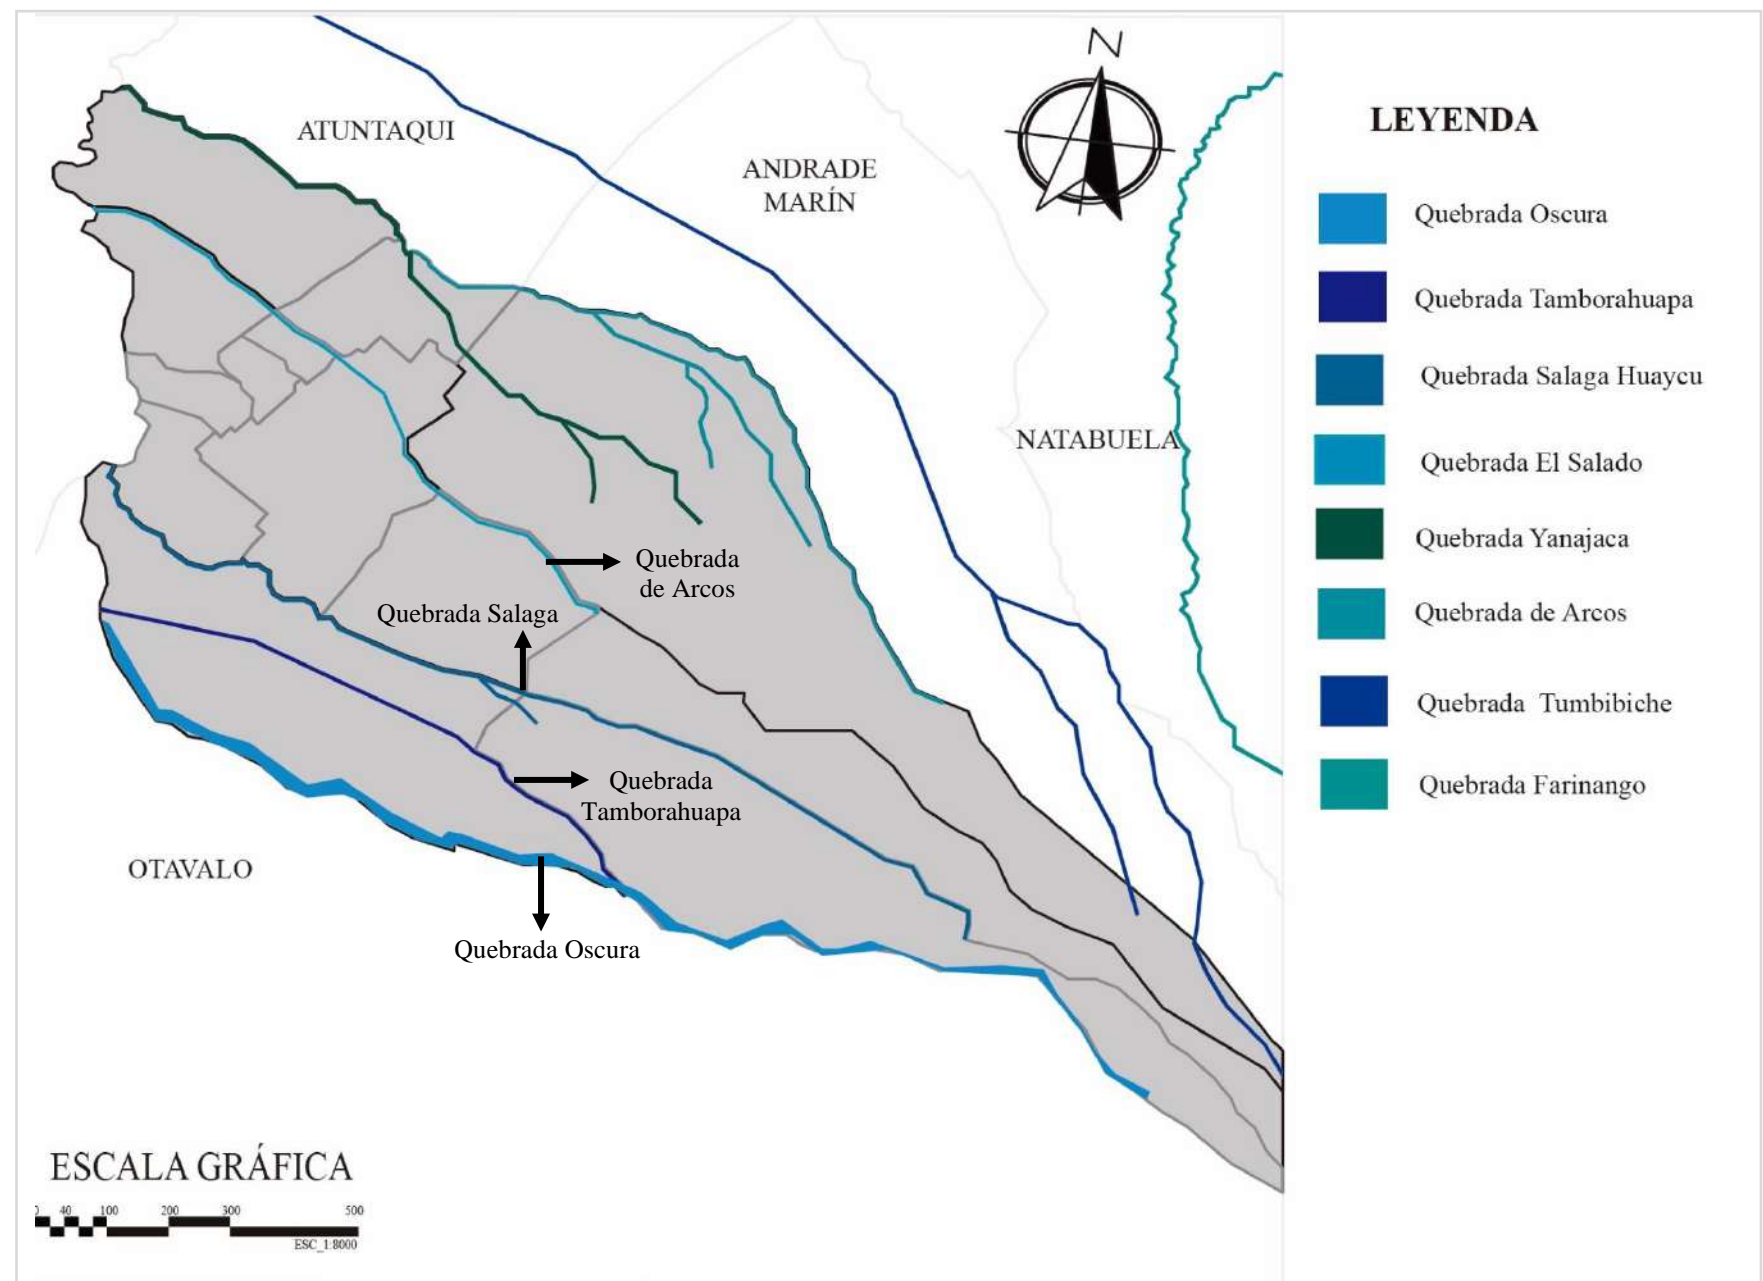 N
ATUNTAQUI
ANDRADE
MARÍN
NATABUELA
Quebrada
de Arcos
Quebrada Salaga
Quebrada
Tamborahuapa
OTAVALO
Quebrada Oscura
LEYENDA
Quebrada Oscura
Quebrada Tamborahuapa
Quebrada Salaga Huaycu
Quebrada El Salado
Quebrada Yanajaca
Quebrada de Arcos
Quebrada Tumbibiche
Quebrada Farinango
ESCALA GRÁFICA
0 40 100 200 300 500
ESC_1:8000